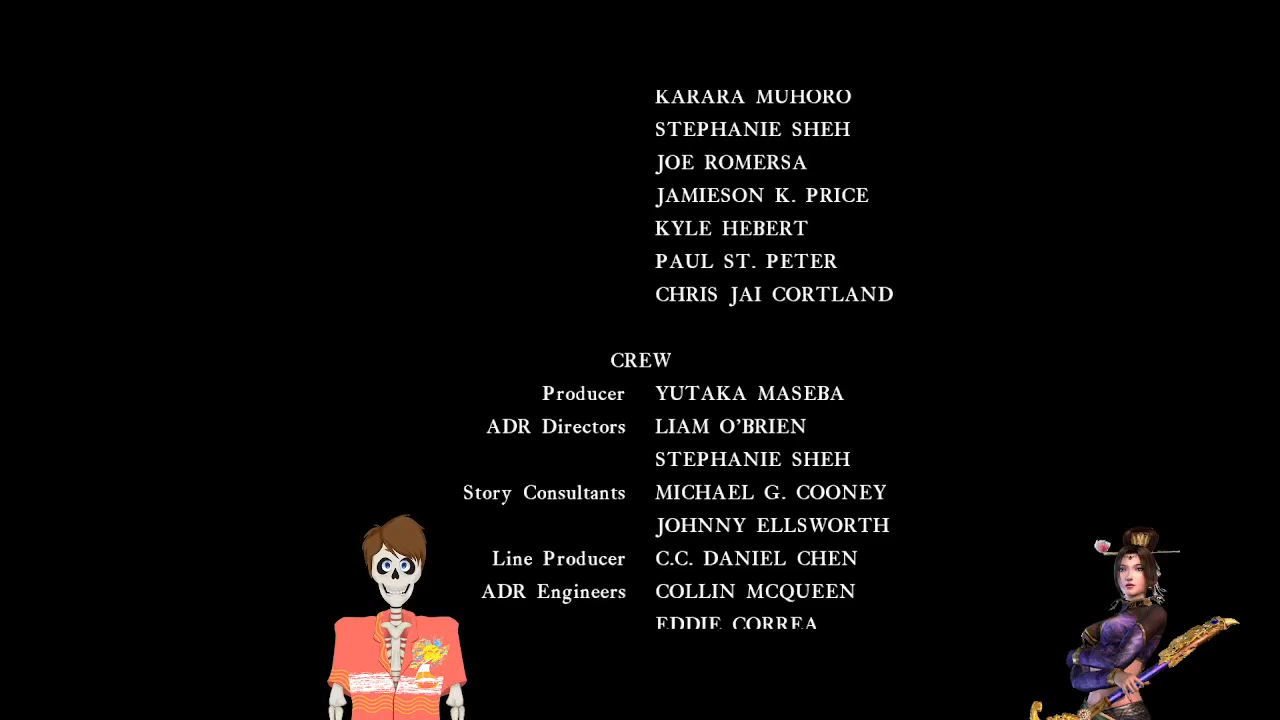 KARARA MUHORO
STEPHANIE SHEH
JOE ROMERSA
JAMIESON K. PRICE
KYLE HEBERT
PAUL ST. PETER
CHRIS JAI CORTLAND
CREW
Producer YUTAKA MASEBA
ADR Directors LIAM O'BRIEN
STEPHANIE SHEH
Story Consultants MICHAEL G. COONEY
JOHNNY ELLSWORTH
Line Producer C.C. DANIEL CHEN
ADR Engineers COLLIN MCQUEEN
EDDIE CORREA